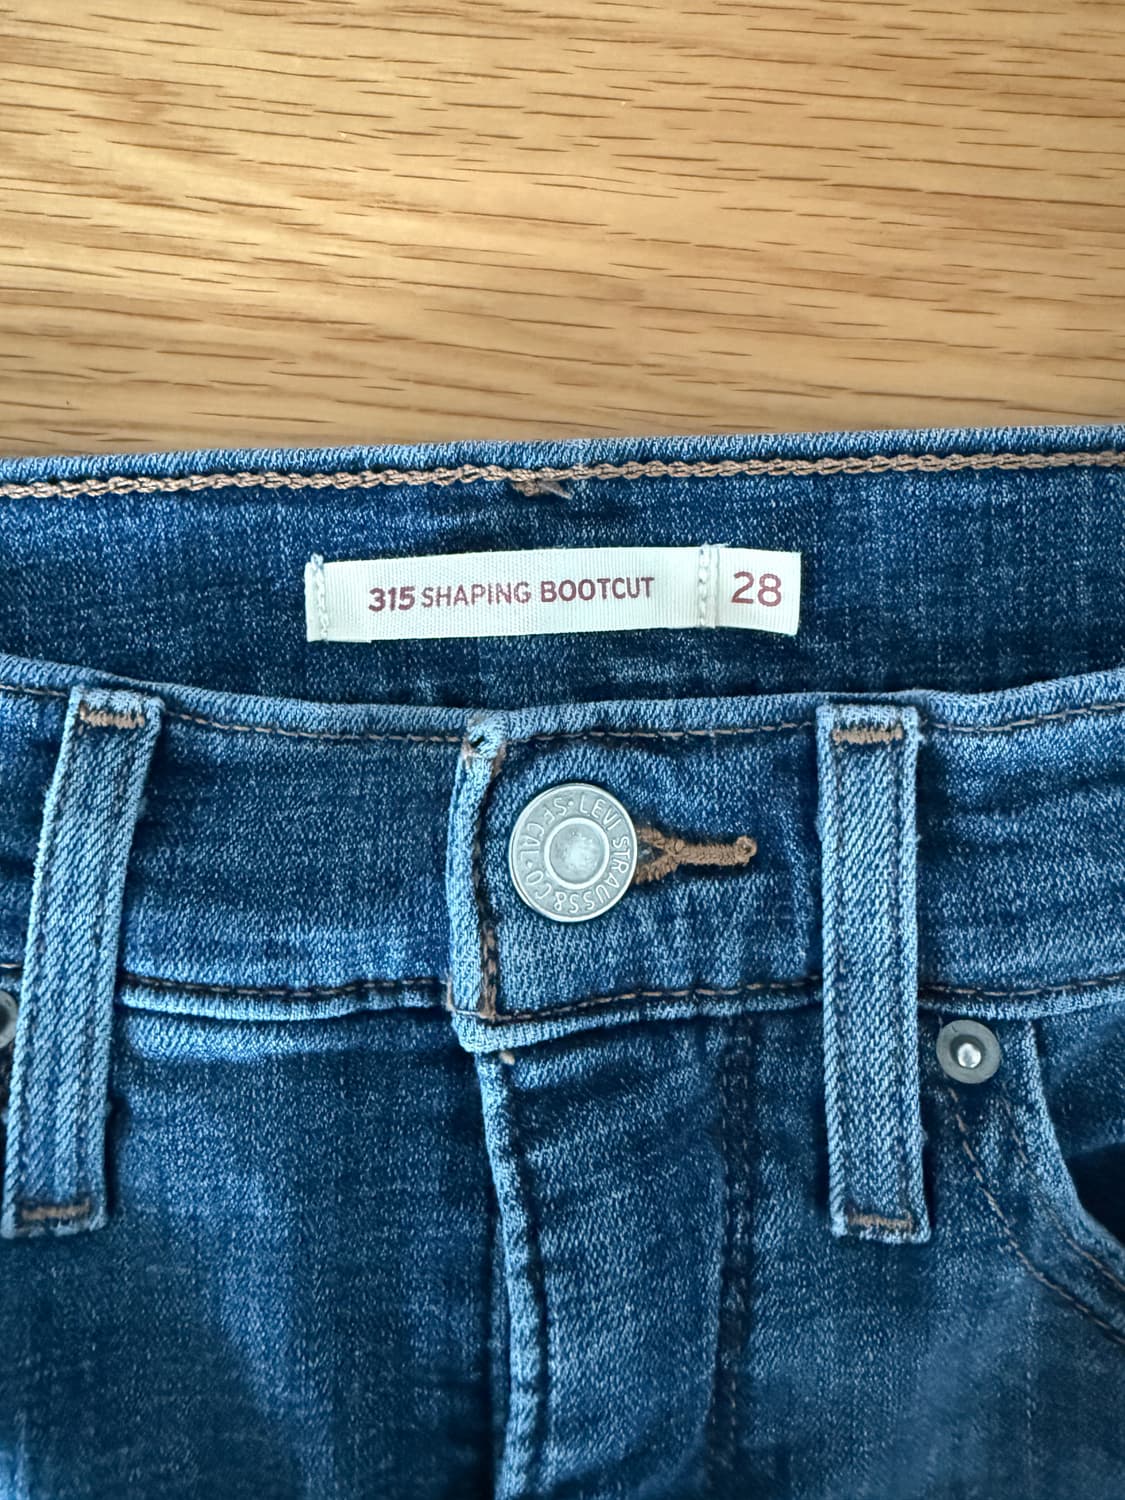 315 SHAPING BOOTCUT 28
LEVI STRAUSS & CO. S.F. CAL.